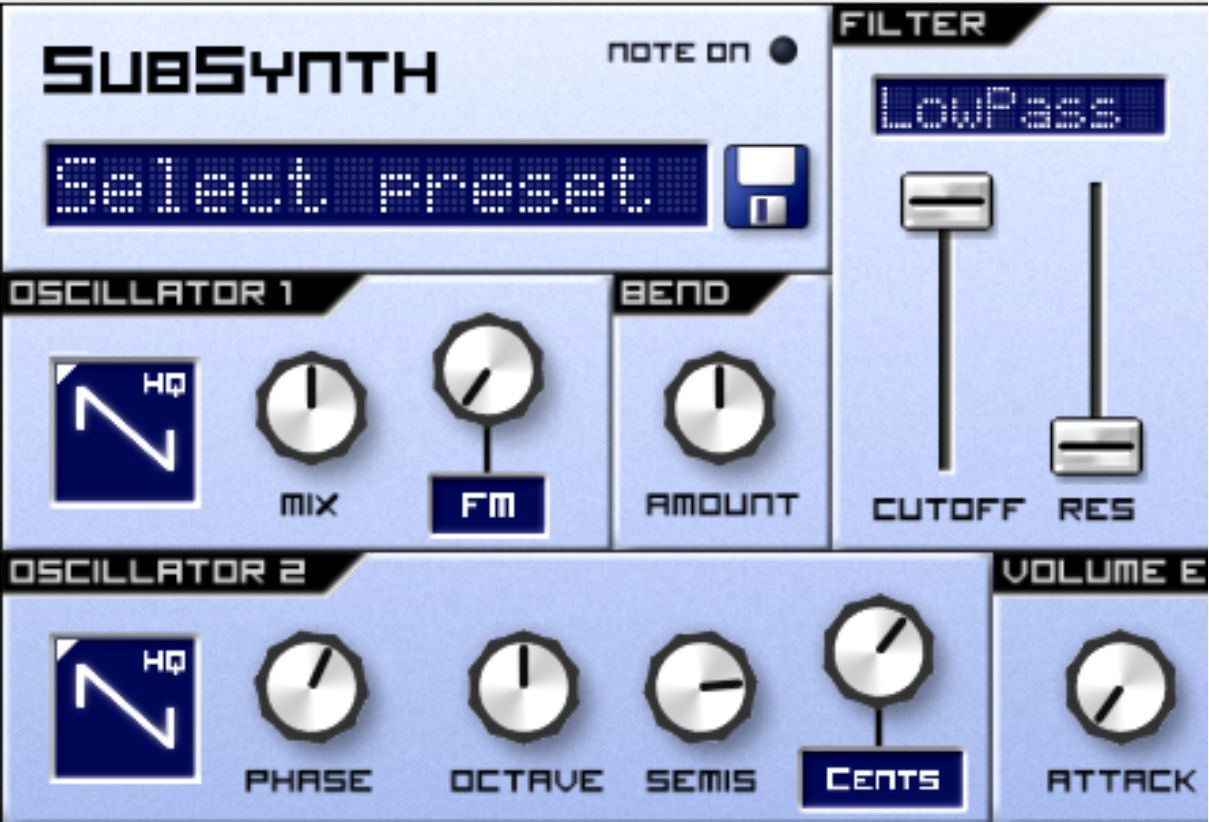 SubSynth
NOTE ON
Select preset
FILTER
LowPass
CUTOFF
RES
OSCILLATOR 1
HQ
MIX
FM
BEND
AMOUNT
OSCILLATOR 2
HQ
PHASE
OCTAVE
SEMIS
Cents
VOLUME E
ATTACK